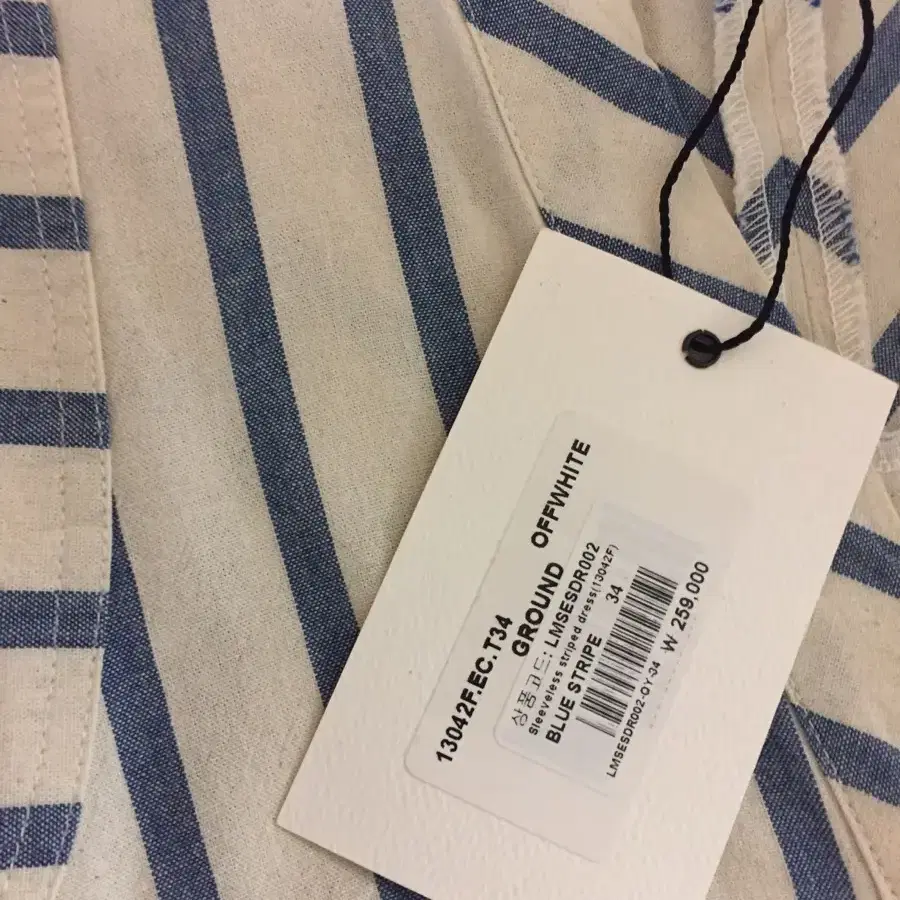 13042F.EC.T34
GROUND OFFWHITE
상품코드: LMSESDR002
Sleeveless striped dress(13042F)
BLUE STRIPE 34
LMSESDR002-OY-34
₩ 259,000